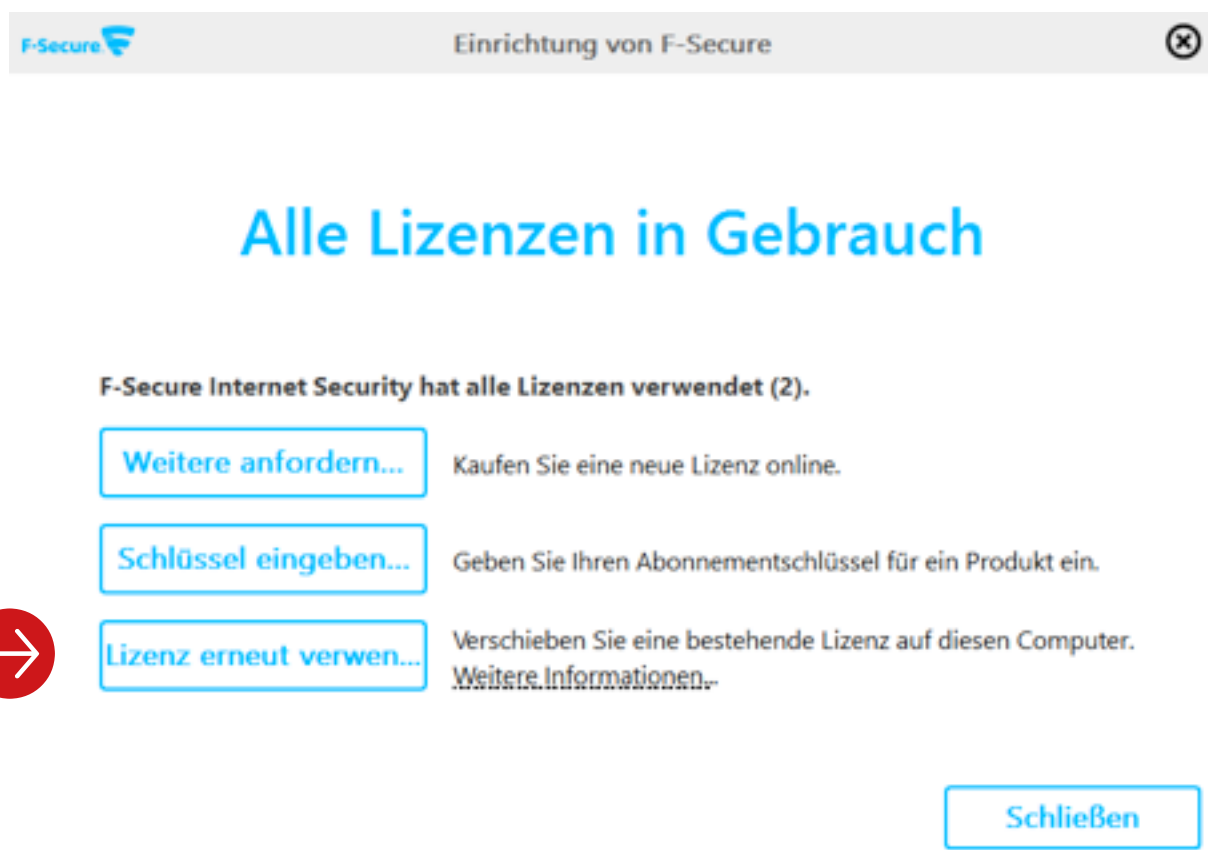 F-Secure.
Einrichtung von F-Secure
Alle Lizenzen in Gebrauch
F-Secure Internet Security hat alle Lizenzen verwendet (2).
Weitere anfordern...
Kaufen Sie eine neue Lizenz online.
Schlüssel eingeben...
Geben Sie Ihren Abonnementschlüssel für ein Produkt ein.
Lizenz erneut verwen...
Verschieben Sie eine bestehende Lizenz auf diesen Computer.
Weitere Informationen...
Schließen